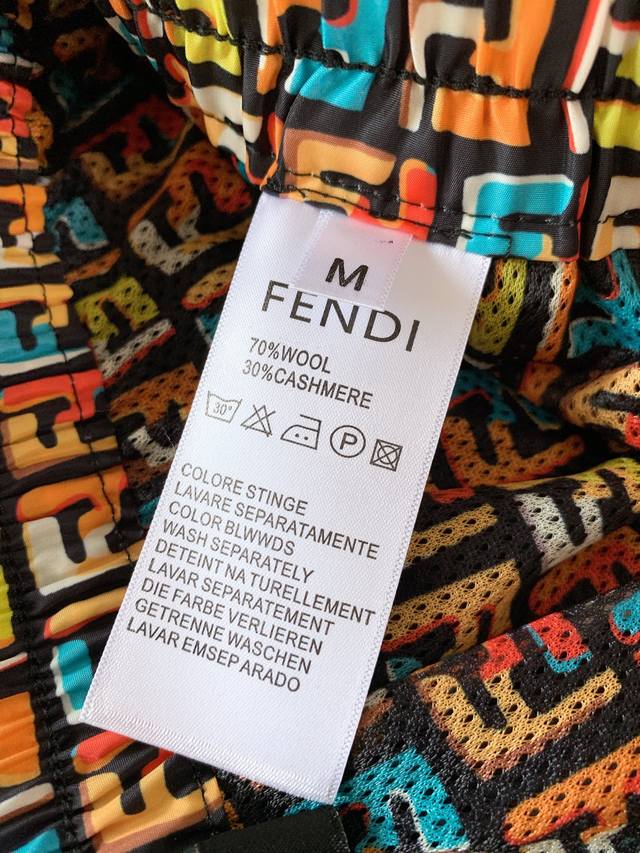 M
FENDI
70%WOOL
30%CASHMERE
30°
P
COLORE STINGE
LAVARE SEPARATAMENTE
COLOR BLWWDS
WASH SEPARATELY
DETEINT NA TURELLEMENT
LAVAR SEPARATEMENT
DIE FARBE VERLIEREN
GETRENNE WASCHEN
LAVAR EMSEP ARADO